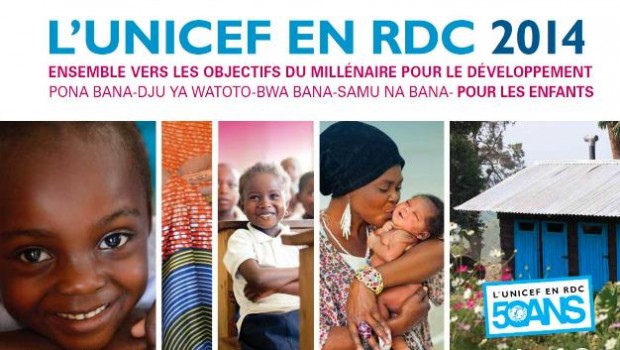 L'UNICEF EN RDC 2014
ENSEMBLE VERS LES OBJECTIFS DU MILLÉNAIRE POUR LE DÉVELOPPEMENT
PONA BANA-DJU YA WATOTO-BWA BANA-SAMU NA BANA- POUR LES ENFANTS
L'UNICEF EN RDC
50ANS